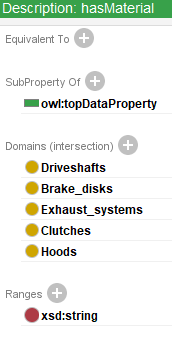 Description: hasMaterial
Equivalent To
SubProperty Of
owl:topDataProperty
Domains (intersection)
Driveshafts
Brake_disks
Exhaust_systems
Clutches
Hoods
Ranges
xsd:string